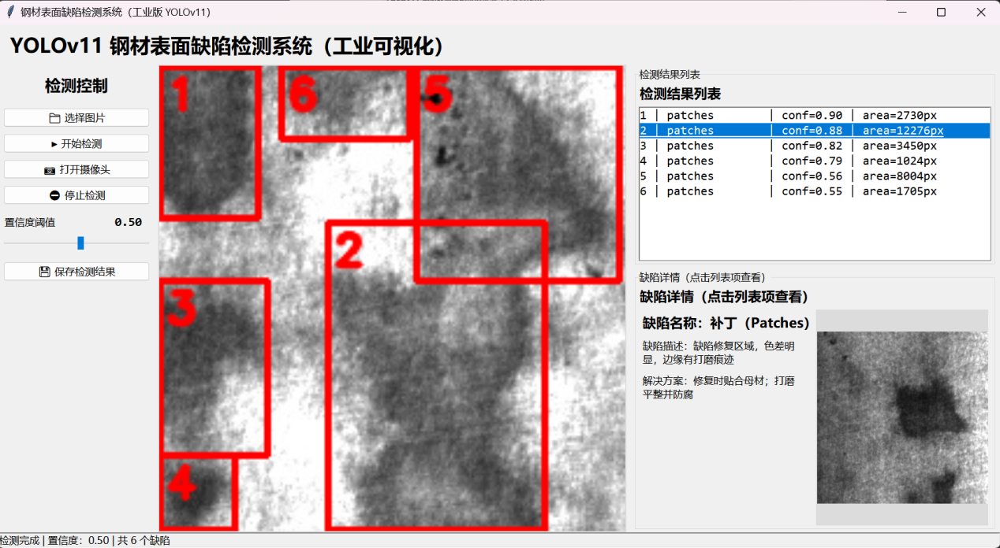 钢材表面缺陷检测系统（工业版 YOLOv11）
YOLOv11 钢材表面缺陷检测系统（工业可视化）
检测控制
选择图片
开始检测
打开摄像头
停止检测
置信度阈值 0.50
保存检测结果
1
6
5
2
3
4
检测结果列表
检测结果列表
1 | patches | conf=0.90 | area=2730px
2 | patches | conf=0.88 | area=12276px
3 | patches | conf=0.82 | area=3450px
4 | patches | conf=0.79 | area=1024px
5 | patches | conf=0.56 | area=8004px
6 | patches | conf=0.55 | area=1705px
缺陷详情（点击列表项查看）
缺陷详情（点击列表项查看）
缺陷名称：补丁（Patches）
缺陷描述：缺陷修复区域，色差明
显，边缘有打磨痕迹
解决方案：修复时贴合母材；打磨
平整并防腐
检测完成 | 置信度：0.50 | 共 6 个缺陷